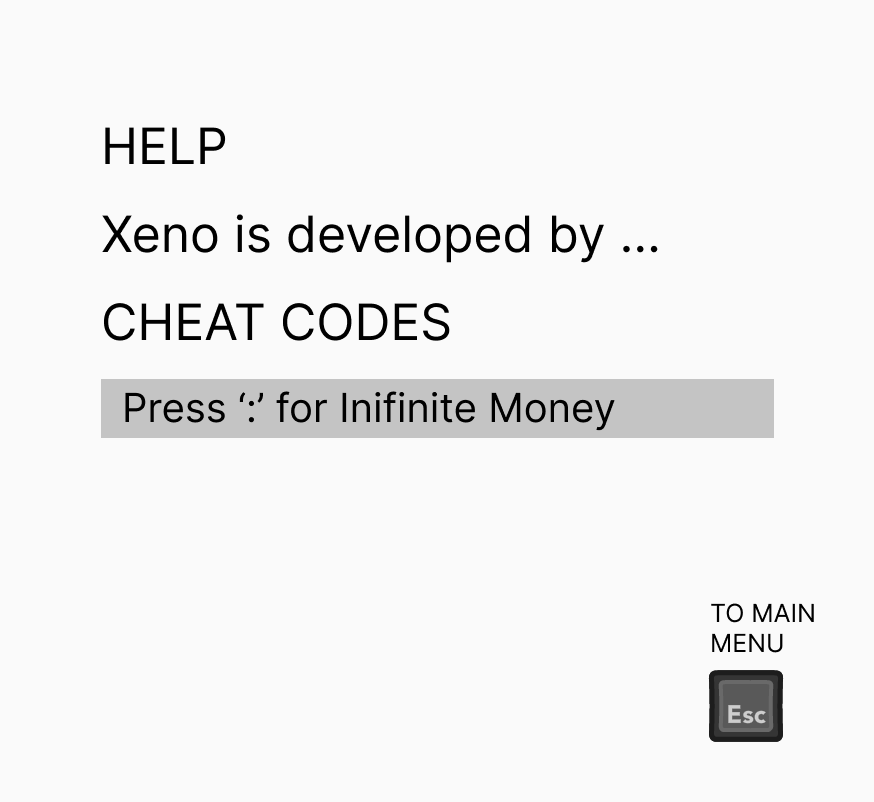 HELP
Xeno is developed by ...
CHEAT CODES
Press ‘:’ for Inifinite Money
TO MAIN
MENU
Esc